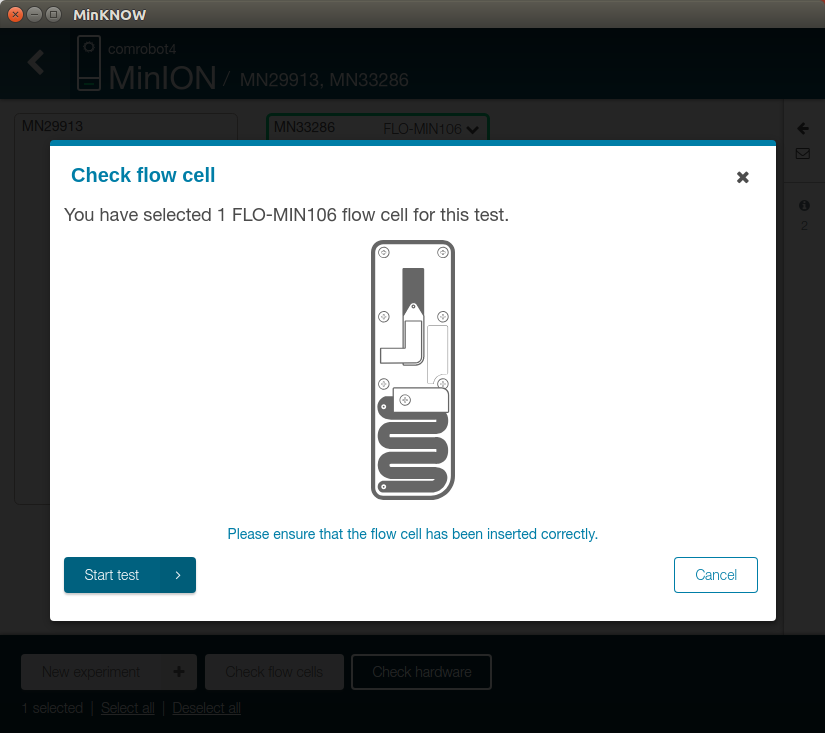 MinKNOW
comrobot4
MinION / MN29913, MN33286
MN29913
MN33286 FLO-MIN106
2
Check flow cell
You have selected 1 FLO-MIN106 flow cell for this test.
Please ensure that the flow cell has been inserted correctly.
Start test
Cancel
New experiment
Check flow cells
Check hardware
1 selected | Select all | Deselect all